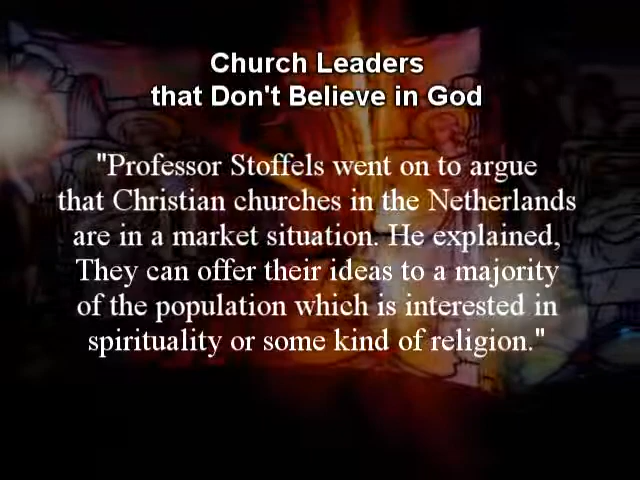 Church Leaders
that Don't Believe in God
"Professor Stoffels went on to argue
that Christian churches in the Netherlands
are in a market situation. He explained,
They can offer their ideas to a majority
of the population which is interested in
spirituality or some kind of religion."